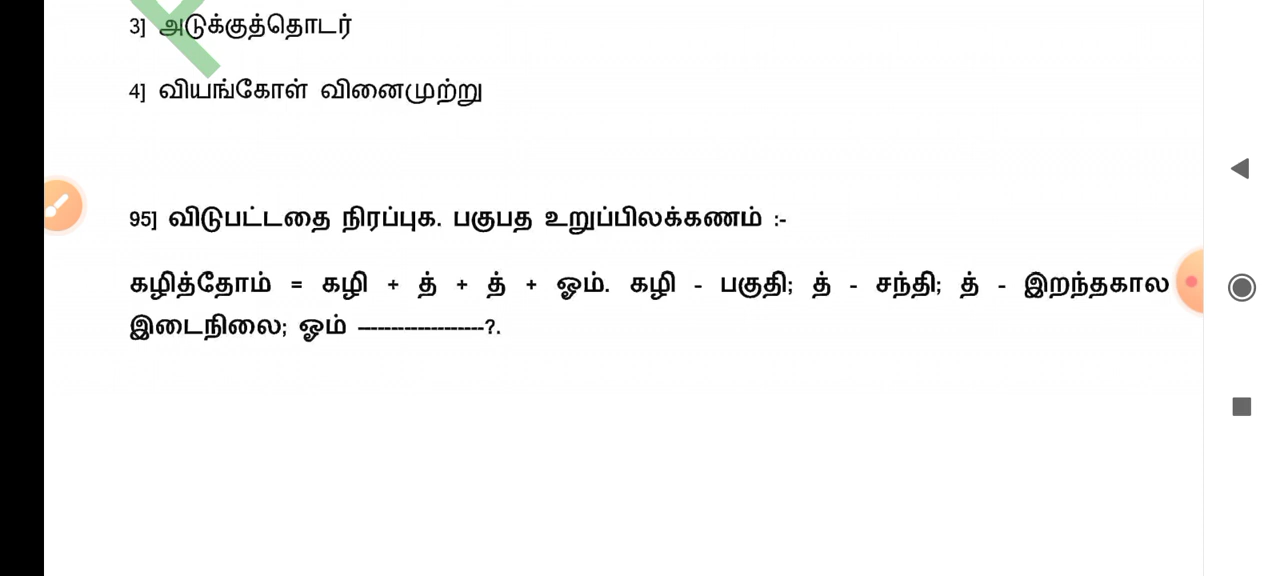 3] அடுக்குத்தொடர்
4] வியங்கோள் வினைமுற்று
95] விடுபட்டதை நிரப்புக. பகுபத உறுப்பிலக்கணம் :-
கழித்தோம் = கழி + த் + த் + ஓம். கழி - பகுதி; த் - சந்தி; த் - இறந்தகால
இடைநிலை; ஓம் -------------------?.